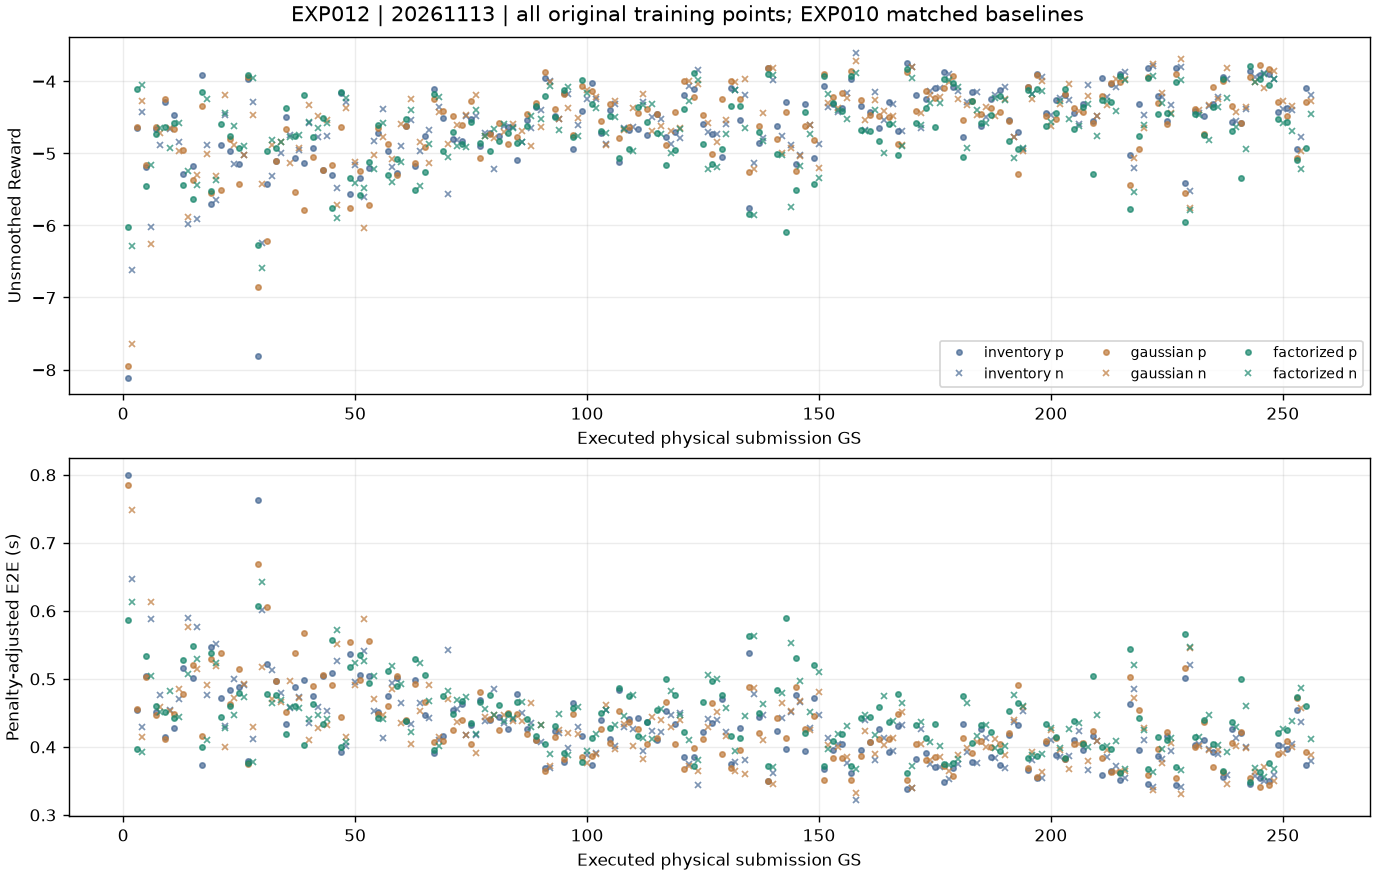 EXP012 | 20261113 | all original training points; EXP010 matched baselines
Unsmoothed Reward
−4
−5
−6
−7
−8
inventory p
gaussian p
factorized p
inventory n
gaussian n
factorized n
0 50 100 150 200 250
Executed physical submission GS
Penalty-adjusted E2E (s)
0.8
0.7
0.6
0.5
0.4
0.3
0 50 100 150 200 250
Executed physical submission GS